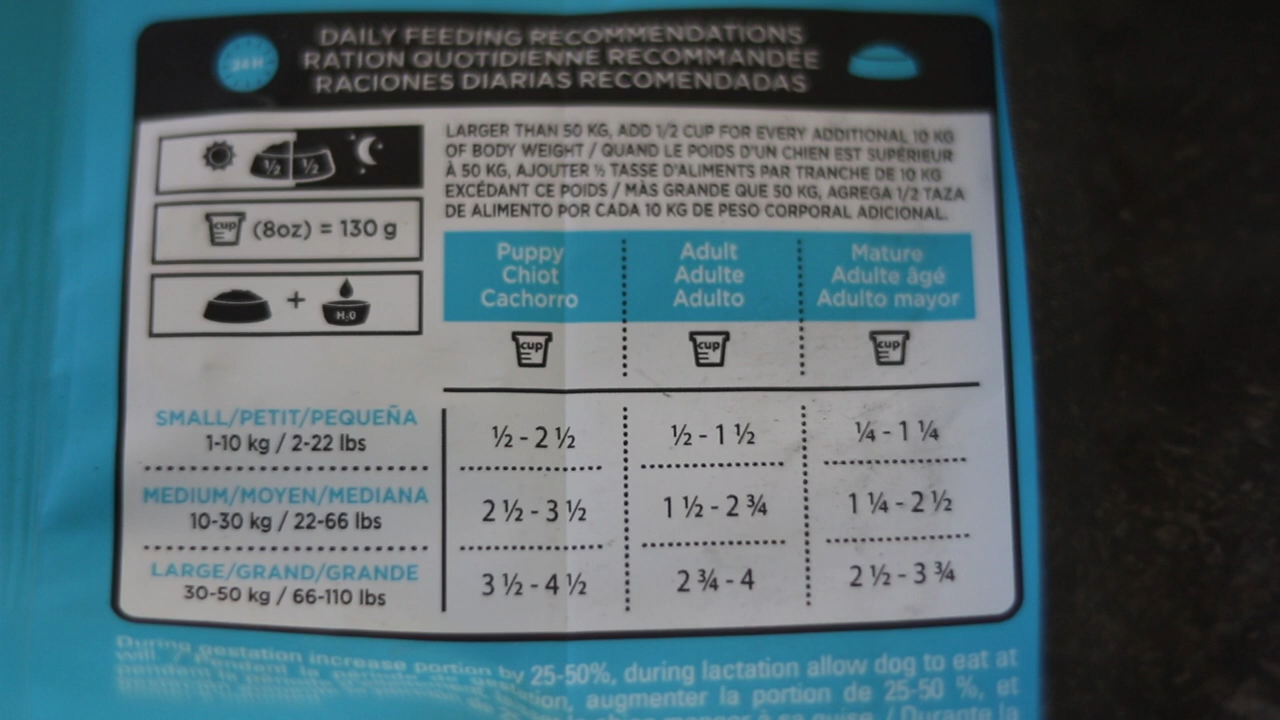 24H
DAILY FEEDING RECOMMENDATIONS
RATION QUOTIDIENNE RECOMMANDÉE
RACIONES DIARIAS RECOMENDADAS
½ ½
cup (8oz) = 130 g
+ H₂O
LARGER THAN 50 KG, ADD 1/2 CUP FOR EVERY ADDITIONAL 10 KG
OF BODY WEIGHT / QUAND LE POIDS D'UN CHIEN EST SUPÉRIEUR
À 50 KG, AJOUTER ½ TASSE D'ALIMENTS PAR TRANCHE DE 10 KG
EXCÉDANT CE POIDS / MÀS GRANDE QUE 50 KG, AGREGA 1/2 TAZA
DE ALIMENTO POR CADA 10 KG DE PESO CORPORAL ADICIONAL.
Puppy Adult Mature
Chiot Adulte Adulte âgé
Cachorro Adulto Adulto mayor
cup cup cup
SMALL/PETIT/PEQUEÑA
1-10 kg / 2-22 lbs ½ - 2 ½ ½ - 1 ½ ¼ - 1 ¼
MEDIUM/MOYEN/MEDIANA
10-30 kg / 22-66 lbs 2 ½ - 3 ½ 1 ½ - 2 ¾ 1 ¼ - 2 ½
LARGE/GRAND/GRANDE
30-50 kg / 66-110 lbs 3 ½ - 4 ½ 2 ¾ - 4 2 ½ - 3 ¾
During gestation increase portion by 25-50%, during lactation allow dog to eat at
will / Pendant augmenter la portion de 25-50 %, et
manger à sa guise. / Durante la